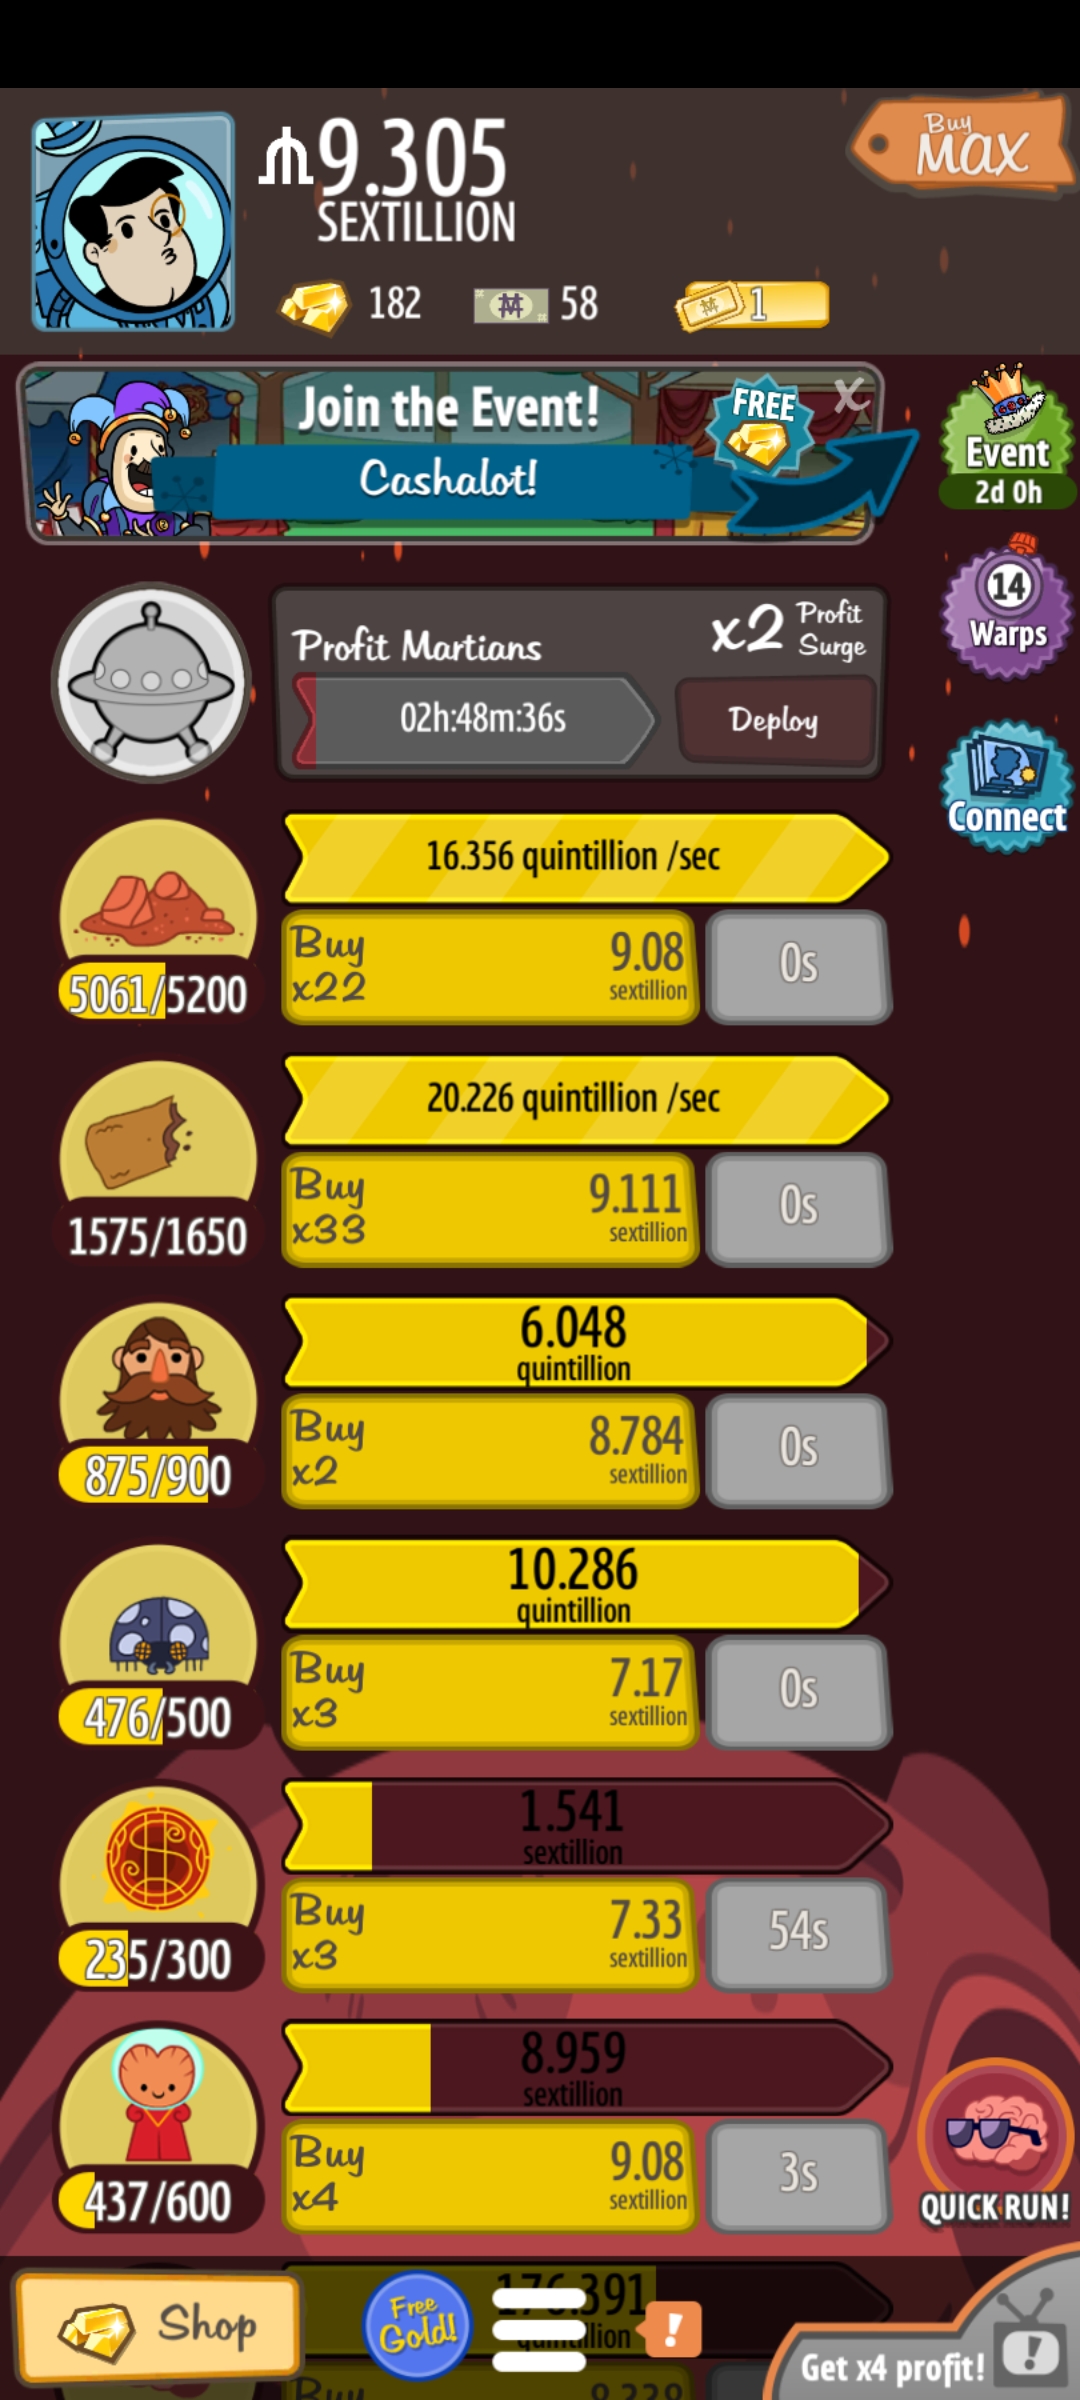 9.305
SEXTILLION
Buy
MAX
182
58
1
Join the Event!
FREE
X
Cashalot!
Event
2d 0h
14
Warps
Profit Martians
x2 Profit Surge
02h:48m:36s
Deploy
Connect
16.356 quintillion /sec
Buy
x22
9.08
sextillion
0s
5061/5200
20.226 quintillion /sec
Buy
x33
9.111
sextillion
0s
1575/1650
6.048
quintillion
Buy
x2
8.784
sextillion
0s
875/900
10.286
quintillion
Buy
x3
7.17
sextillion
0s
476/500
1.541
sextillion
Buy
x3
7.33
sextillion
54s
235/300
8.959
sextillion
Buy
x4
9.08
sextillion
3s
437/600
QUICK RUN!
176.391
Shop
Free
Gold!
!
Get x4 profit!
!
Buy